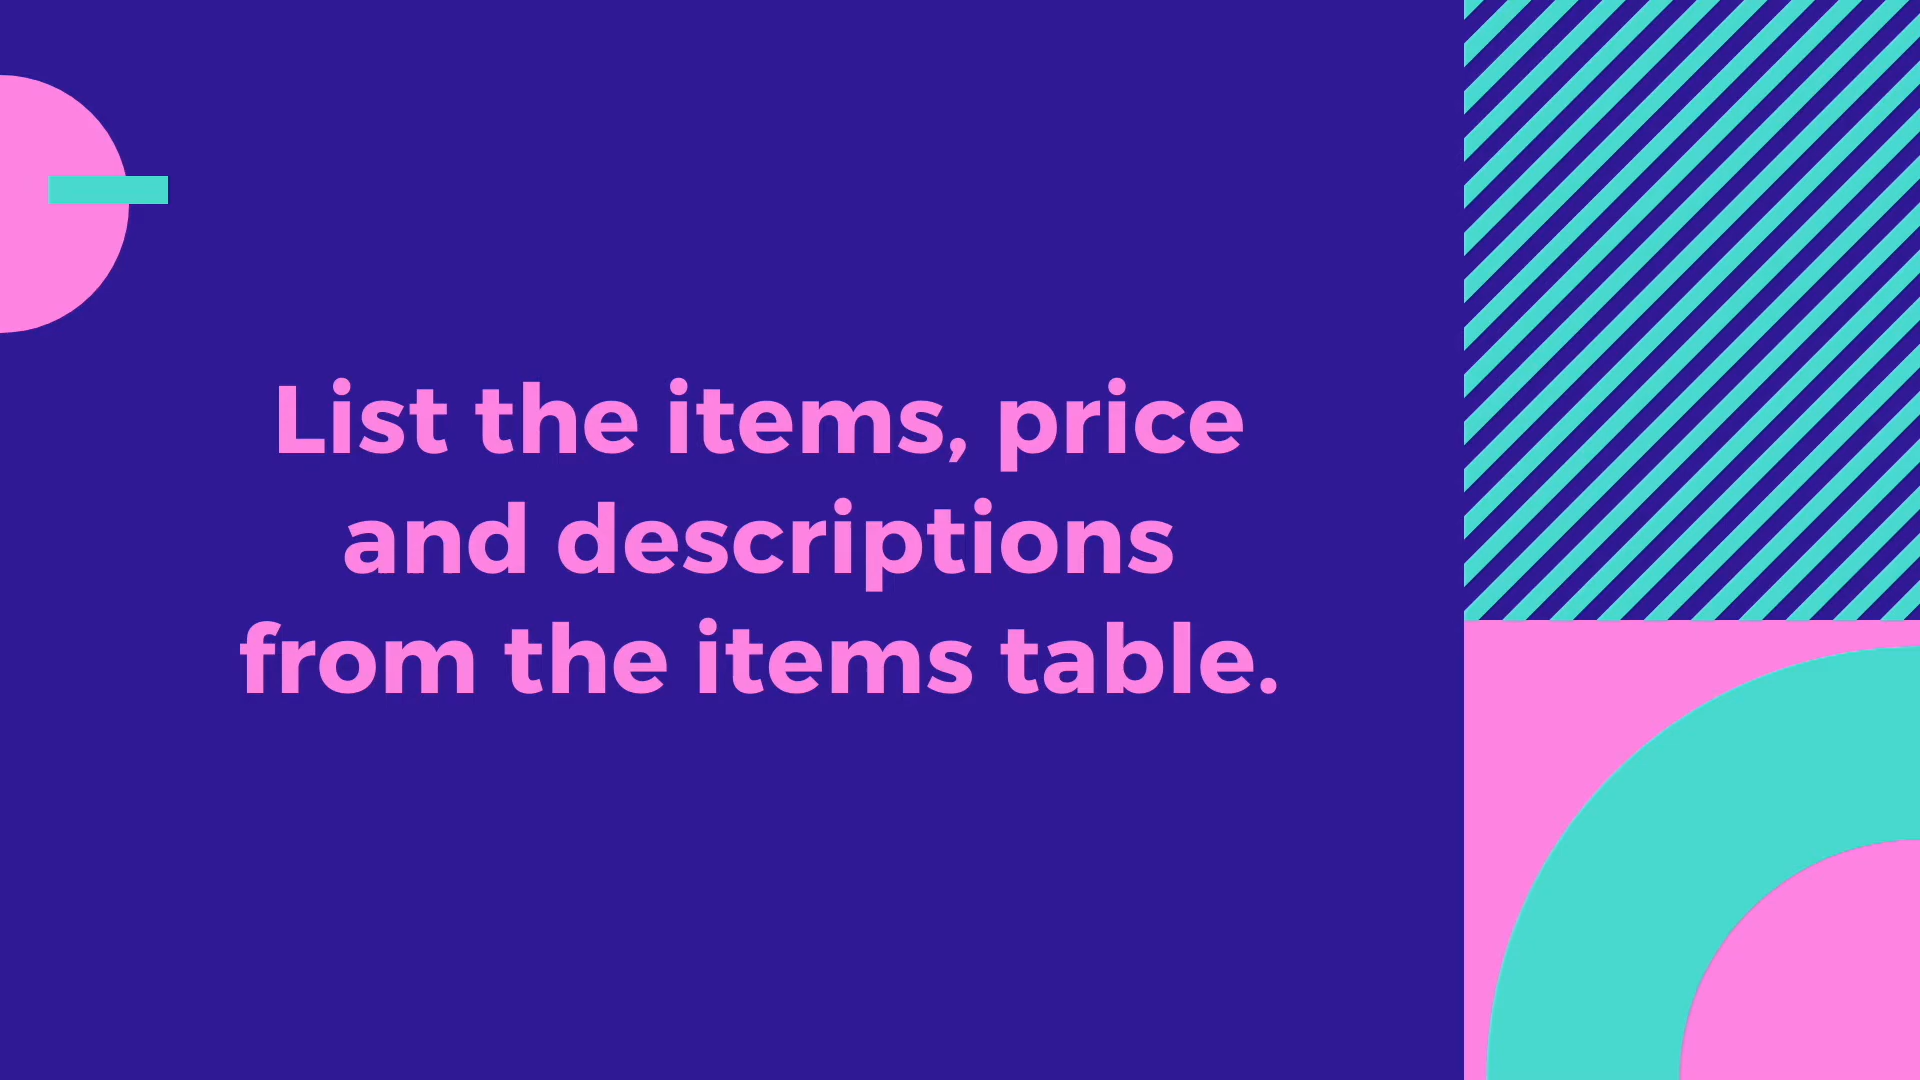 List the items, price
and descriptions
from the items table.